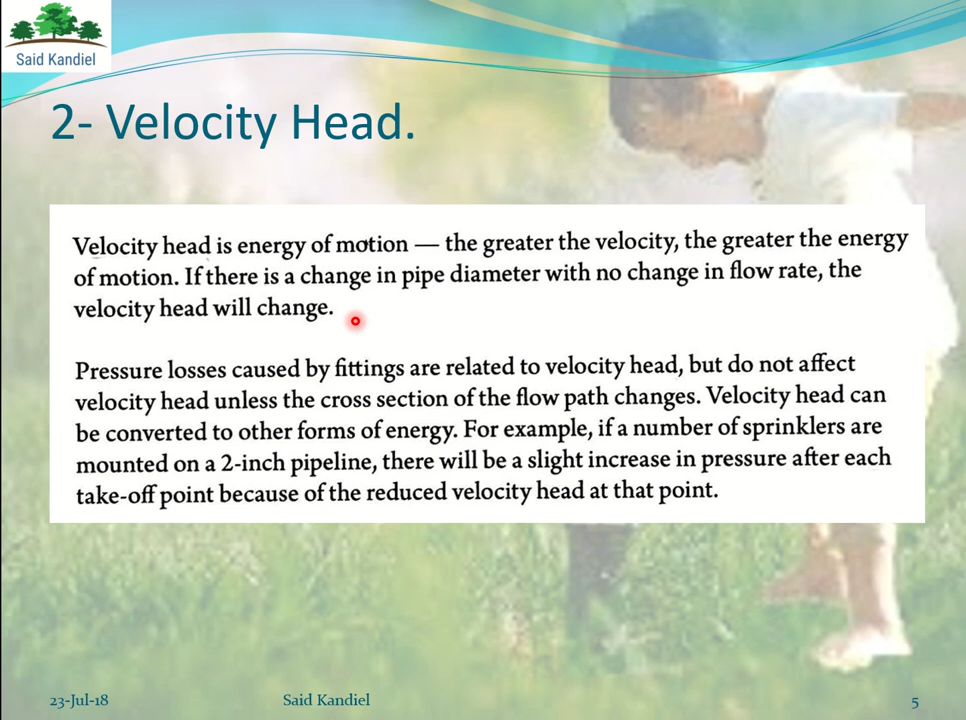 Said Kandiel
2- Velocity Head.
Velocity head is energy of motion — the greater the velocity, the greater the energy
of motion. If there is a change in pipe diameter with no change in flow rate, the
velocity head will change.
Pressure losses caused by fittings are related to velocity head, but do not affect
velocity head unless the cross section of the flow path changes. Velocity head can
be converted to other forms of energy. For example, if a number of sprinklers are
mounted on a 2-inch pipeline, there will be a slight increase in pressure after each
take-off point because of the reduced velocity head at that point.
23-Jul-18 Said Kandiel 5